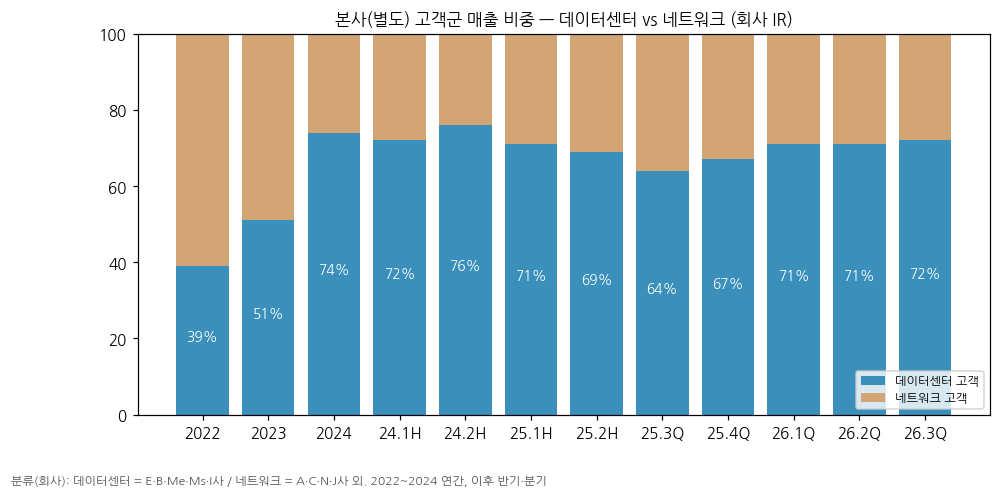 본사(별도) 고객군 매출 비중 — 데이터센터 vs 네트워크 (회사 IR)
100
80
60
40
20
0
39%
51%
74%
72%
76%
71%
69%
64%
67%
71%
71%
72%
데이터센터 고객
네트워크 고객
2022
2023
2024
24.1H
24.2H
25.1H
25.2H
25.3Q
25.4Q
26.1Q
26.2Q
26.3Q
분류(회사): 데이터센터 = E·B·Me·Ms·I사 / 네트워크 = A·C·N·J사 외. 2022~2024 연간, 이후 반기·분기